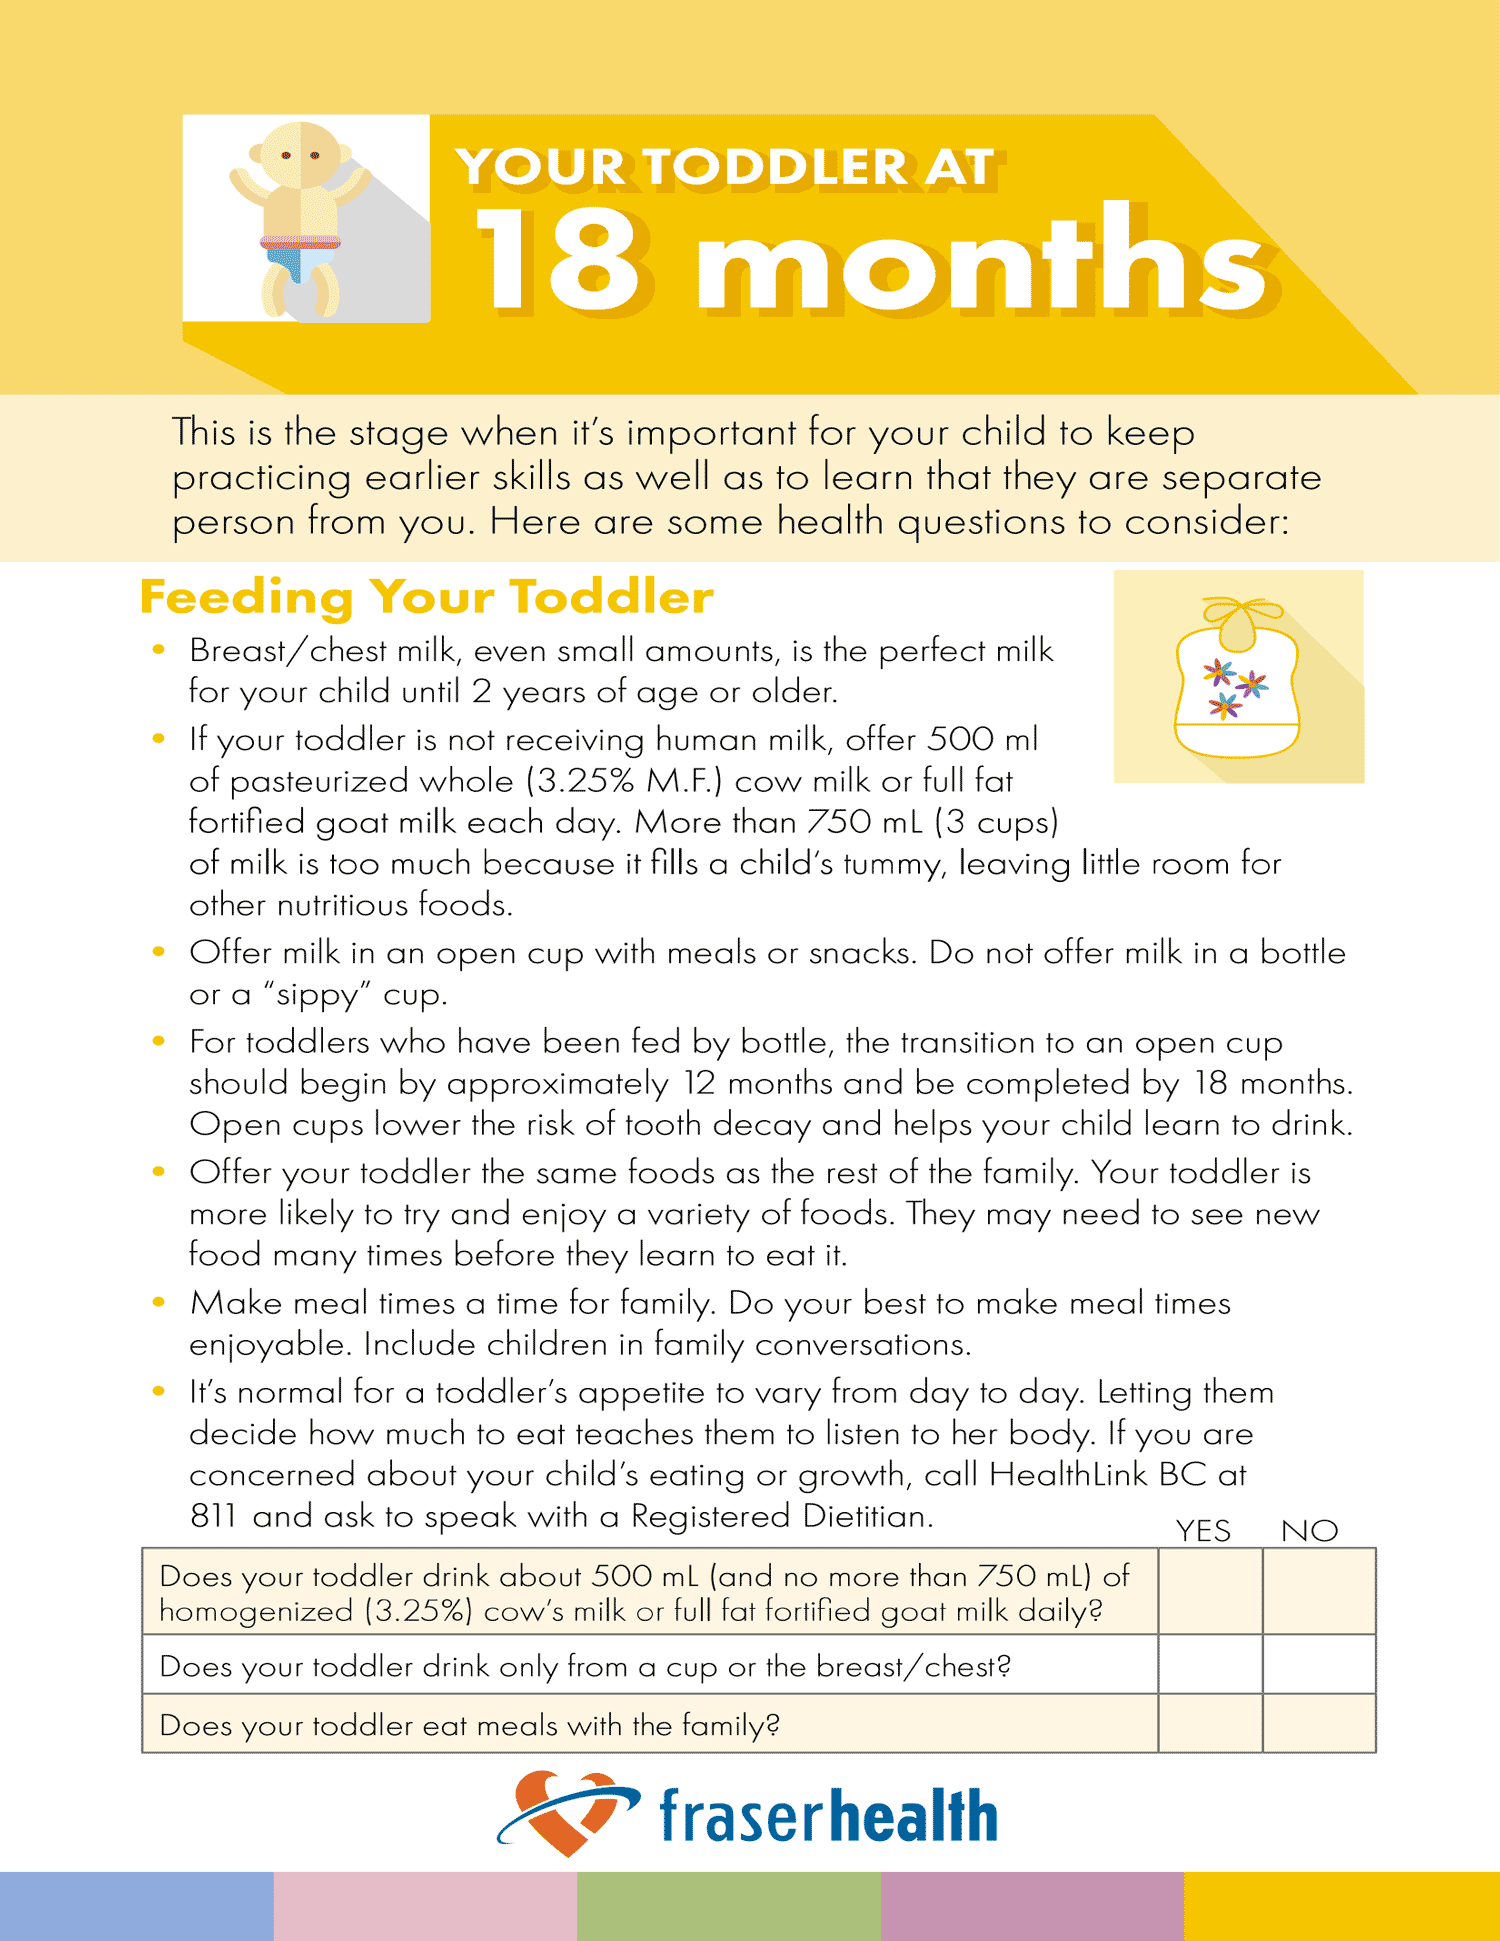 YOUR TODDLER AT
18 months
This is the stage when it's important for your child to keep
practicing earlier skills as well as to learn that they are separate
person from you. Here are some health questions to consider:
Feeding Your Toddler
• Breast/chest milk, even small amounts, is the perfect milk
for your child until 2 years of age or older.
• If your toddler is not receiving human milk, offer 500 ml
of pasteurized whole (3.25% M.F.) cow milk or full fat
fortified goat milk each day. More than 750 mL (3 cups)
of milk is too much because it fills a child's tummy, leaving little room for
other nutritious foods.
• Offer milk in an open cup with meals or snacks. Do not offer milk in a bottle
or a "sippy" cup.
• For toddlers who have been fed by bottle, the transition to an open cup
should begin by approximately 12 months and be completed by 18 months.
Open cups lower the risk of tooth decay and helps your child learn to drink.
• Offer your toddler the same foods as the rest of the family. Your toddler is
more likely to try and enjoy a variety of foods. They may need to see new
food many times before they learn to eat it.
• Make meal times a time for family. Do your best to make meal times
enjoyable. Include children in family conversations.
• It's normal for a toddler's appetite to vary from day to day. Letting them
decide how much to eat teaches them to listen to her body. If you are
concerned about your child's eating or growth, call HealthLink BC at
811 and ask to speak with a Registered Dietitian.
YES NO
Does your toddler drink about 500 mL (and no more than 750 mL) of
homogenized (3.25%) cow's milk or full fat fortified goat milk daily?
Does your toddler drink only from a cup or the breast/chest?
Does your toddler eat meals with the family?
fraserhealth